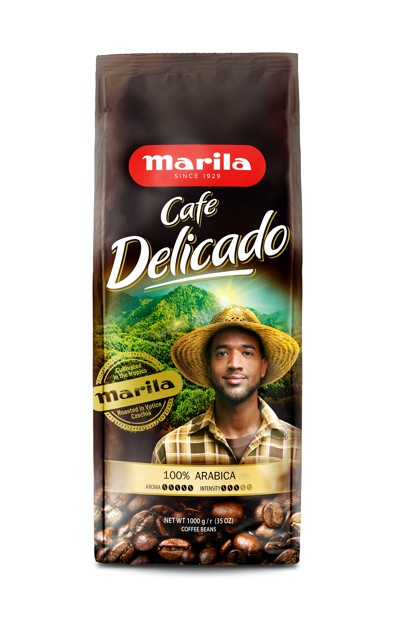 marila
SINCE 1929
Cafe
Delicado
Cultivated
in the tropics
marila
Roasted in Votice
Czechia
100% ARABICA
AROMA INTENSITY
NET WT 1000 g / r (35 OZ)
COFFEE BEANS